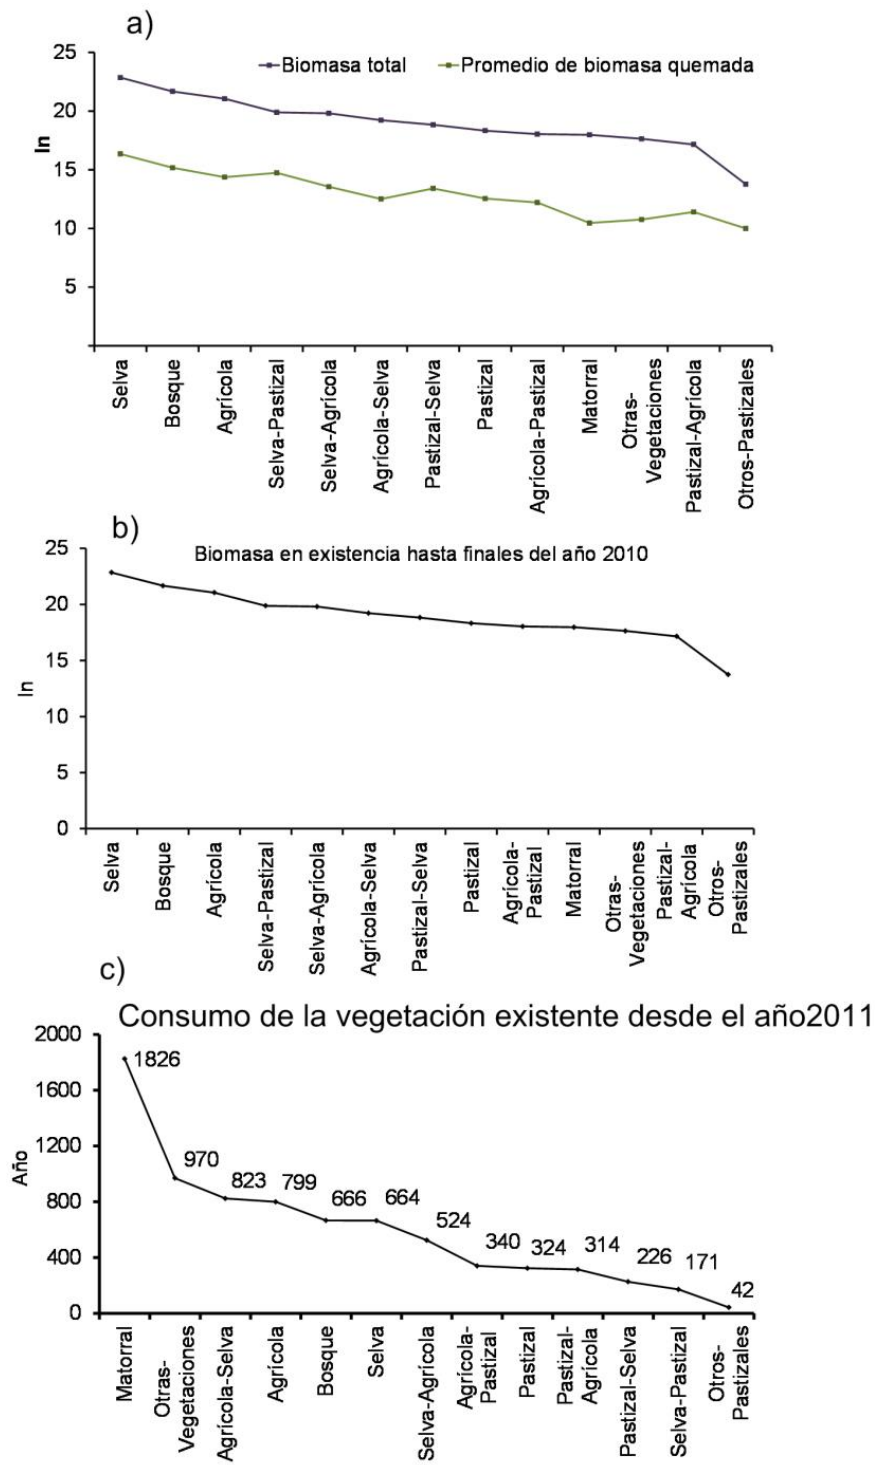 a)
Biomasa total
Promedio de biomasa quemada
ln
25
20
15
10
5
Selva
Bosque
Agrícola
Selva-Pastizal
Selva-Agrícola
Agrícola-Selva
Pastizal-Selva
Pastizal
Agrícola-Pastizal
Matorral
Otras-
Vegetaciones
Pastizal-Agrícola
Otros-Pastizales
b)
Biomasa en existencia hasta finales del año 2010
ln
25
20
15
10
5
0
Selva
Bosque
Agrícola
Selva-Pastizal
Selva-Agrícola
Agrícola-Selva
Pastizal-Selva
Pastizal
Agrícola-
Pastizal
Matorral
Otras-
Vegetaciones
Pastizal-
Agrícola
Otros-
Pastizales
c)
Consumo de la vegetación existente desde el año2011
Año
2000
1600
1200
800
400
0
1826
970
823
799
666
664
524
340
324
314
226
171
42
Matorral
Otras-
Vegetaciones
Agrícola-Selva
Agrícola
Bosque
Selva
Selva-Agrícola
Agrícola-
Pastizal
Pastizal
Pastizal-
Agrícola
Pastizal-Selva
Selva-Pastizal
Otros-
Pastizales